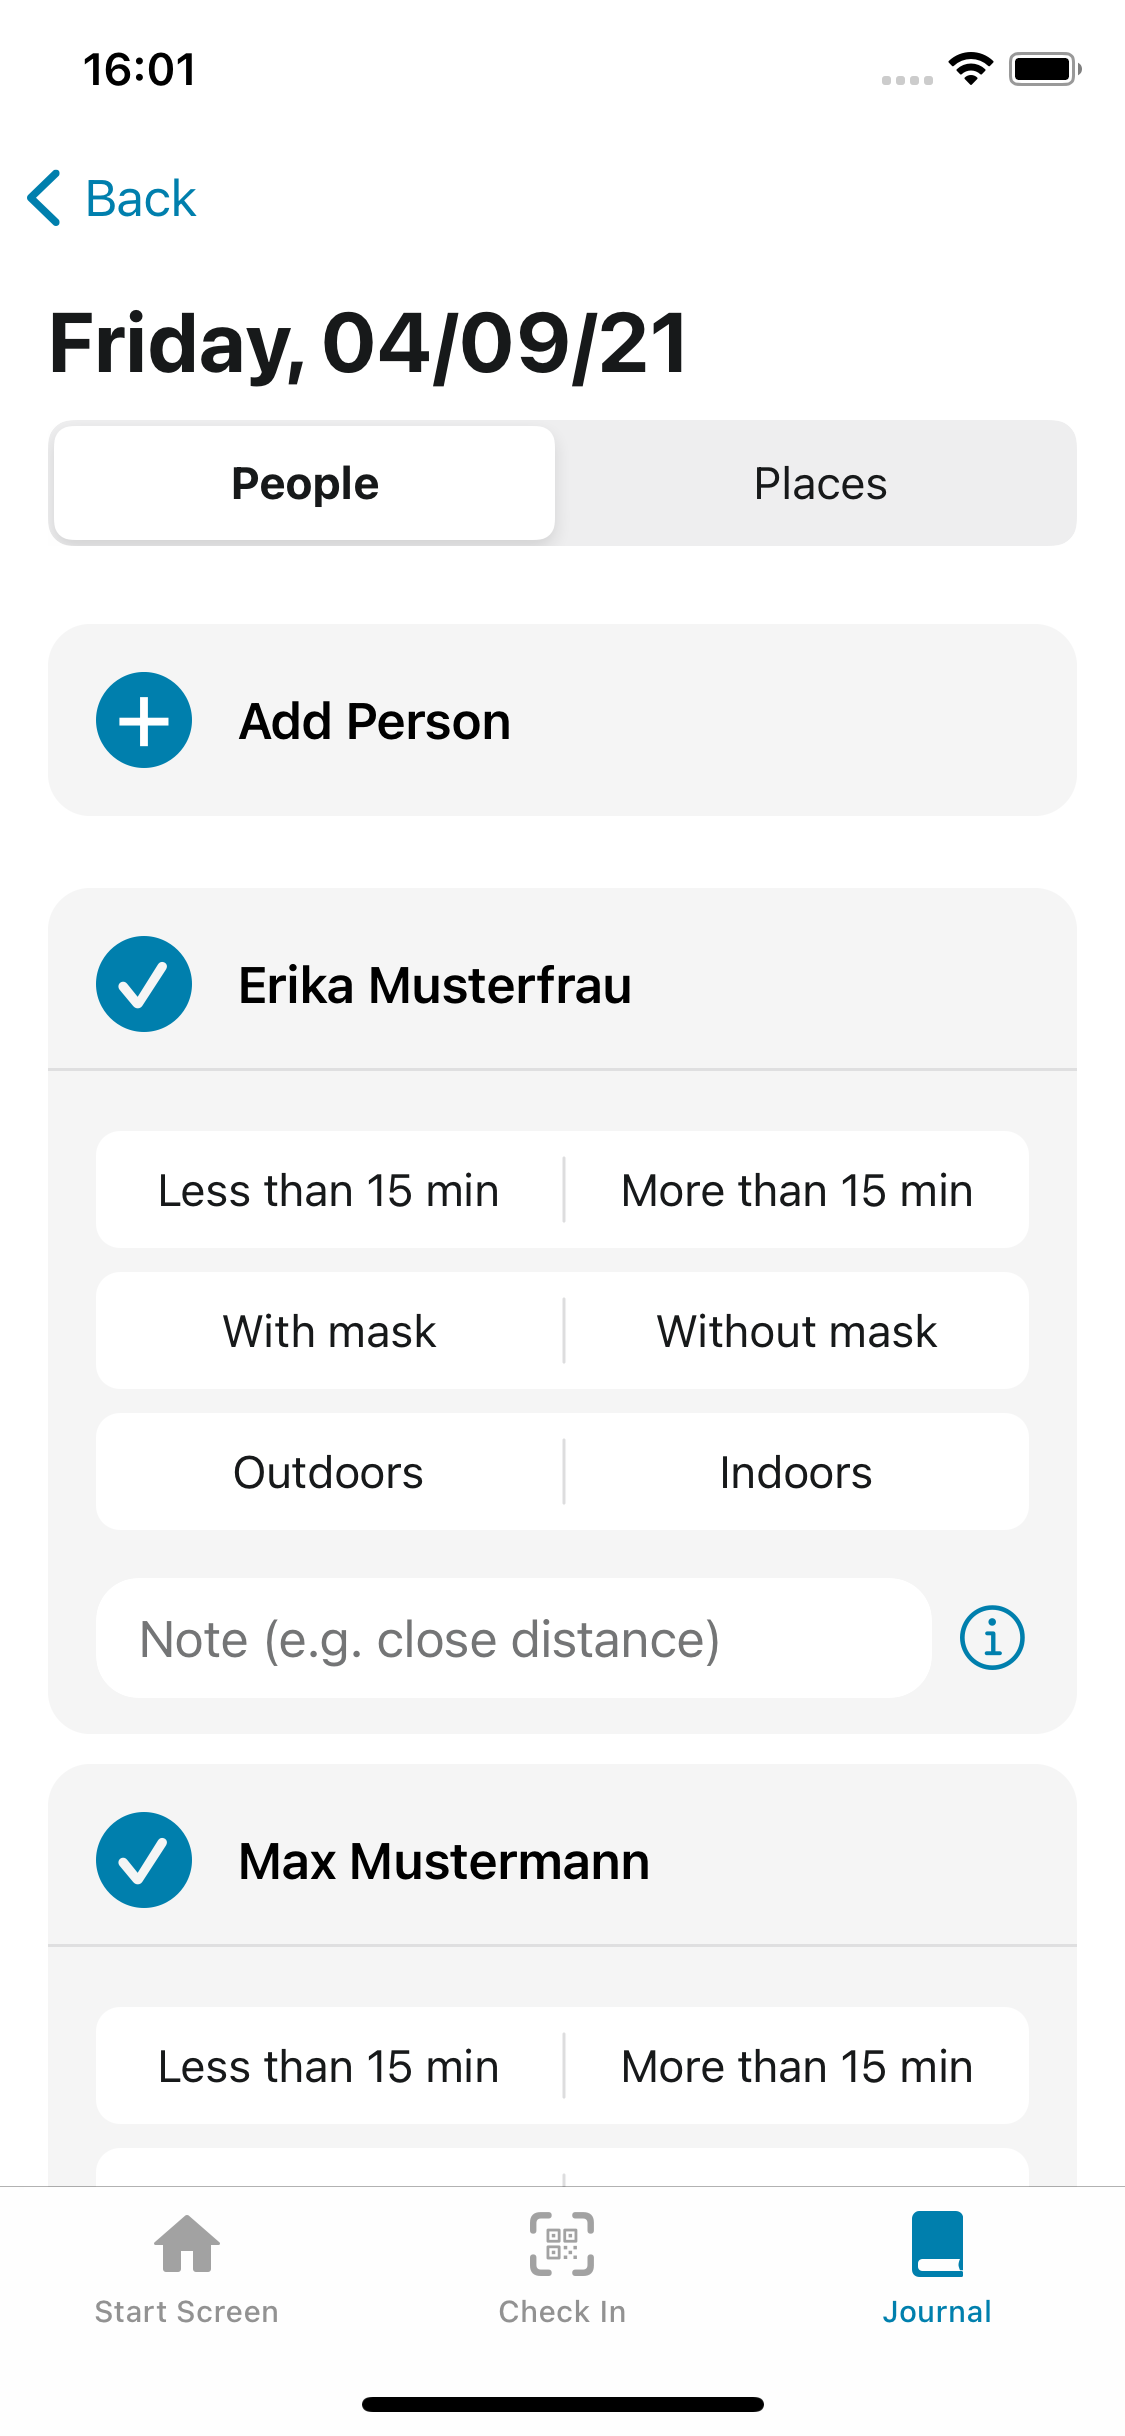 16:01
Back
Friday, 04/09/21
People Places
Add Person
Erika Musterfrau
Less than 15 min More than 15 min
With mask Without mask
Outdoors Indoors
Note (e.g. close distance)
Max Mustermann
Less than 15 min More than 15 min
Start Screen Check In Journal